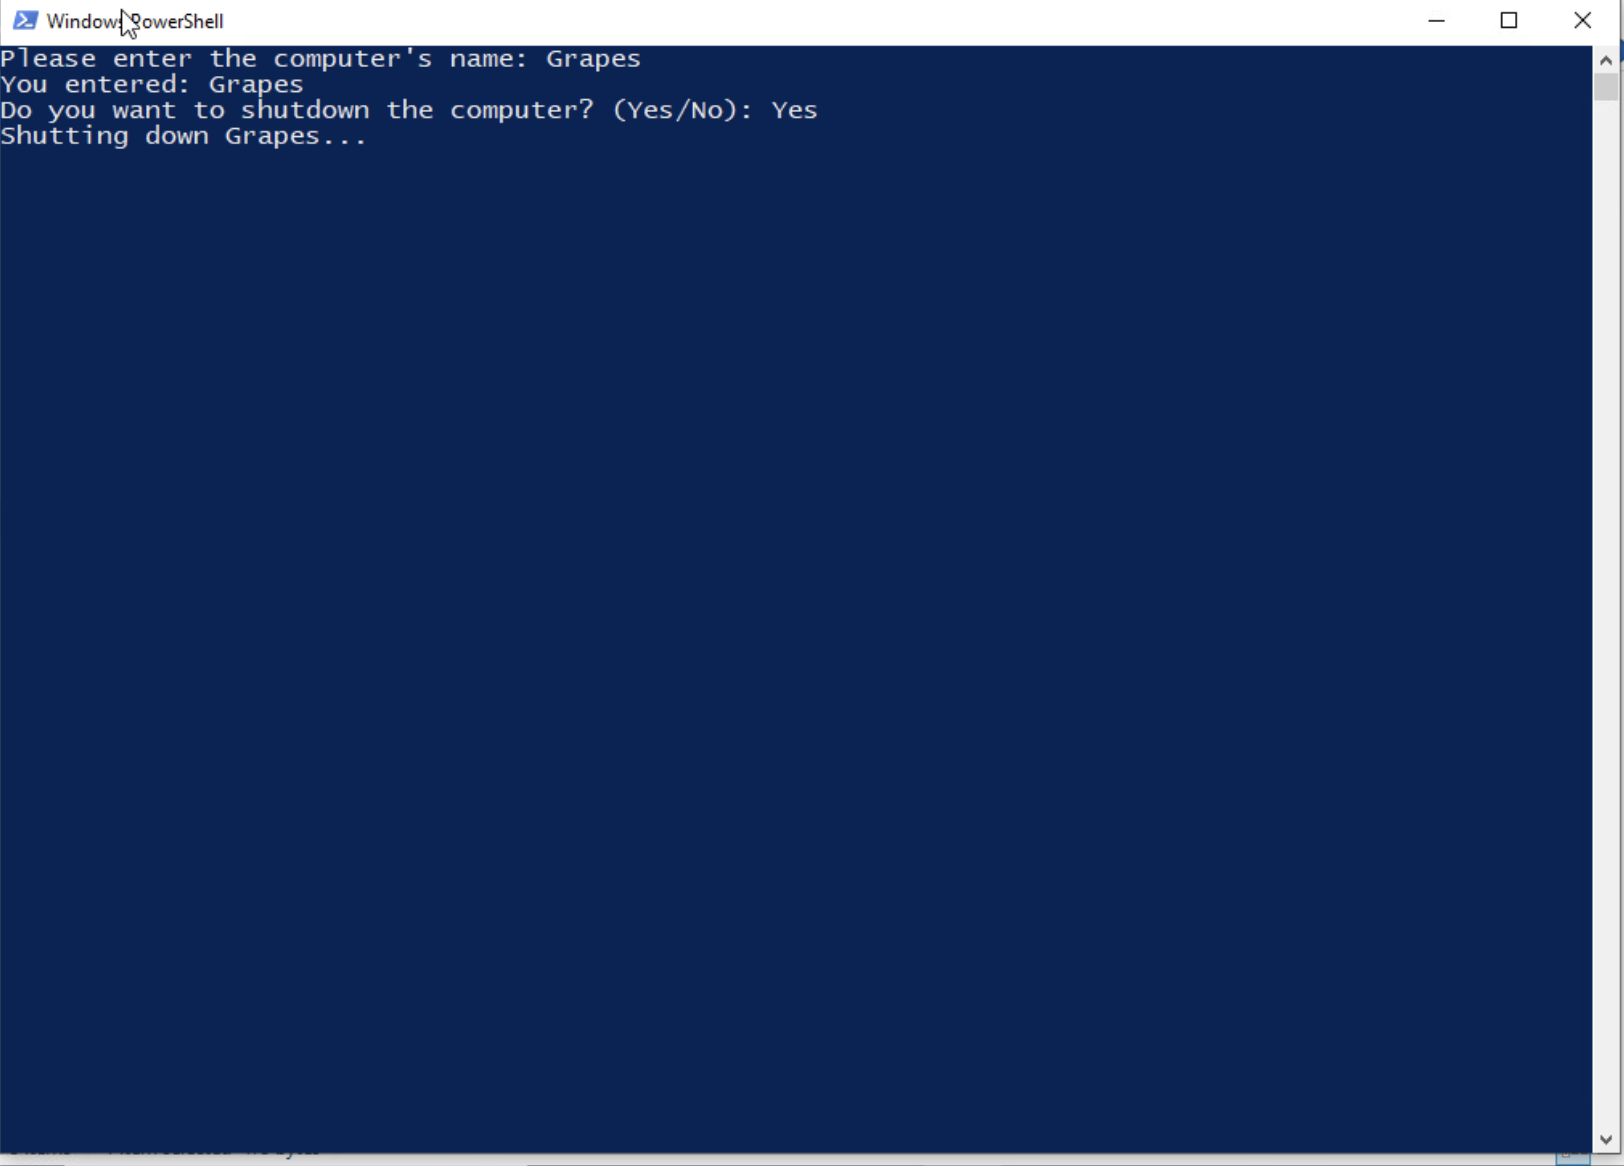 Windows PowerShell
Please enter the computer's name: Grapes
You entered: Grapes
Do you want to shutdown the computer? (Yes/No): Yes
Shutting down Grapes...